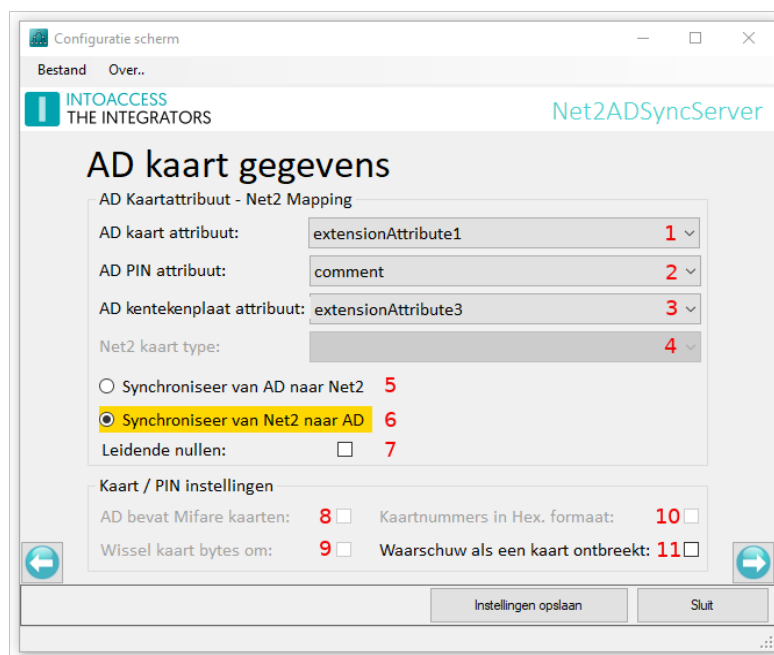 Configuratie scherm
Bestand Over..
INTOACCESS
THE INTEGRATORS
Net2ADSyncServer
AD kaart gegevens
AD Kaartattribuut - Net2 Mapping
AD kaart attribuut: extensionAttribute1 1
AD PIN attribuut: comment 2
AD kentekenplaat attribuut: extensionAttribute3 3
Net2 kaart type: 4
Synchroniseer van AD naar Net2 5
Synchroniseer van Net2 naar AD 6
Leidende nullen: 7
Kaart / PIN instellingen
AD bevat Mifare kaarten: 8 Kaartnummers in Hex. formaat: 10
Wissel kaart bytes om: 9 Waarschuw als een kaart ontbreekt: 11
Instellingen opslaan Sluit